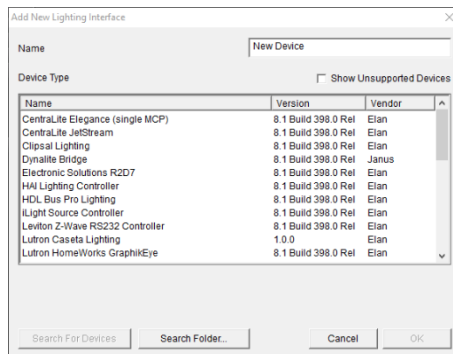 Add New Lighting Interface
Name New Device
Device Type Show Unsupported Devices
Name Version Vendor
CentraLite Elegance (single MCP) 8.1 Build 398.0 Rel Elan
CentraLite JetStream 8.1 Build 398.0 Rel Elan
Clipsal Lighting 8.1 Build 398.0 Rel Elan
Dynalite Bridge 8.1 Build 398.0 Rel Janus
Electronic Solutions R2D7 8.1 Build 398.0 Rel Elan
HAI Lighting Controller 8.1 Build 398.0 Rel Elan
HDL Bus Pro Lighting 8.1 Build 398.0 Rel Elan
iLight Source Controller 8.1 Build 398.0 Rel Elan
Leviton Z-Wave RS232 Controller 8.1 Build 398.0 Rel Elan
Lutron Caseta Lighting 1.0.0 Elan
Lutron HomeWorks GraphikEye 8.1 Build 398.0 Rel Elan
Search For Devices Search Folder... Cancel OK